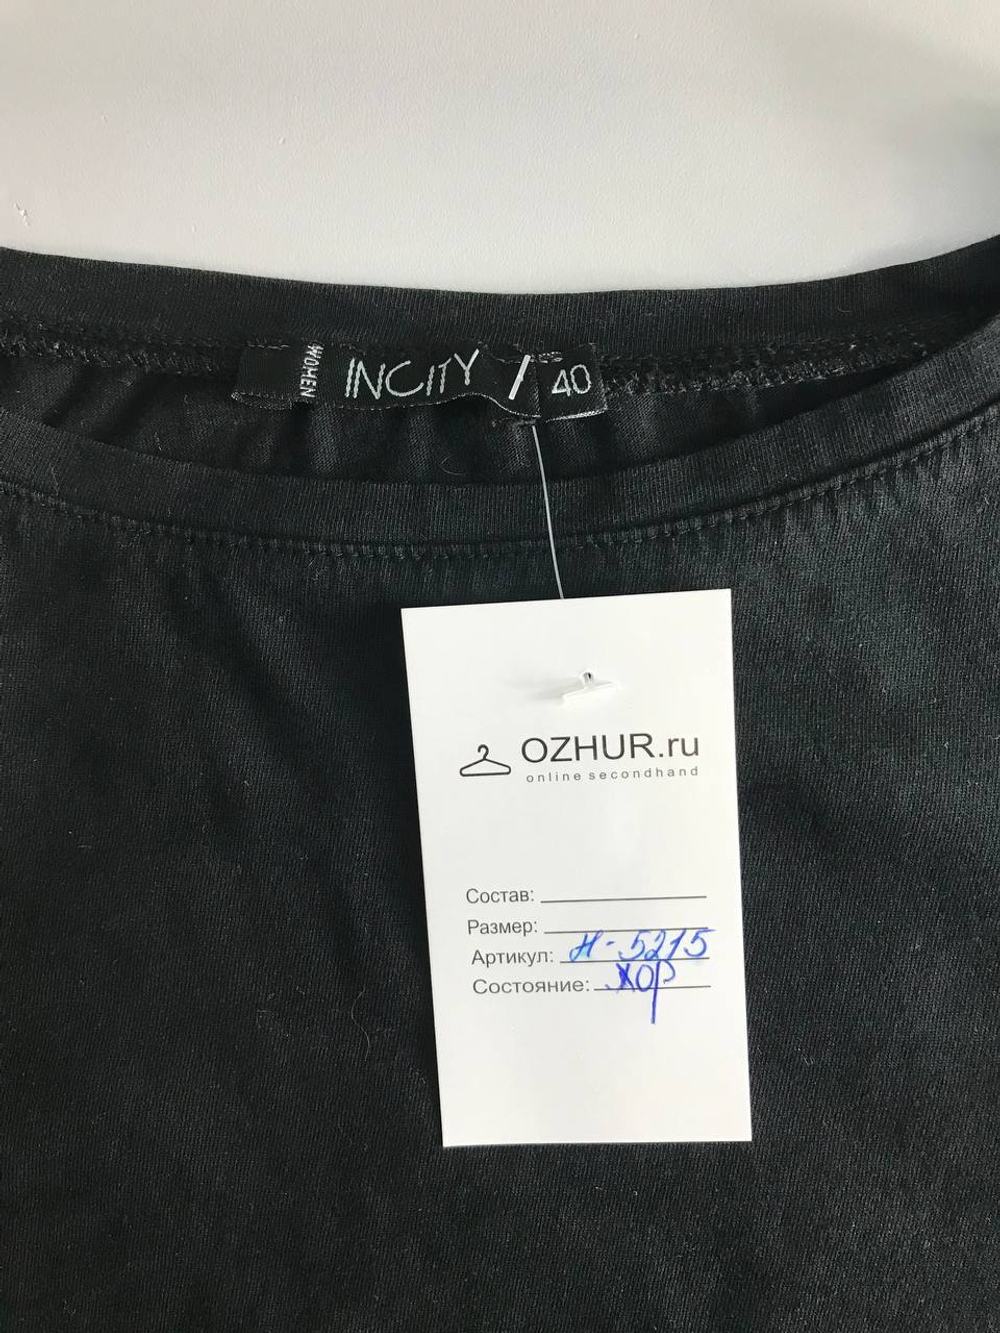 WOMEN
INCITY / 40
OZHUR.ru
online secondhand
Состав:
Размер:
Артикул: Н-5215
Состояние: ХОР